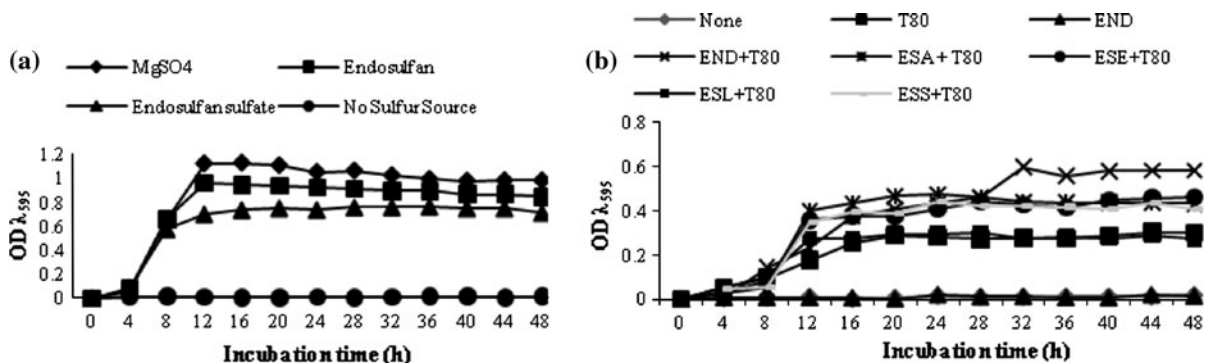 (a)
MgSO4
Endosulfan
Endosulfansulfate
No Sulfur Source
OD λ595
1.2
1
0.8
0.6
0.4
0.2
0
0 4 8 12 16 20 24 28 32 36 40 44 48
Incubation time (h)
(b)
None
T80
END
END+T80
ESA+T80
ESE+T80
ESL+T80
ESS+T80
OD λ595
0.8
0.6
0.4
0.2
0
0 4 8 12 16 20 24 28 32 36 40 44 48
Incubation time (h)